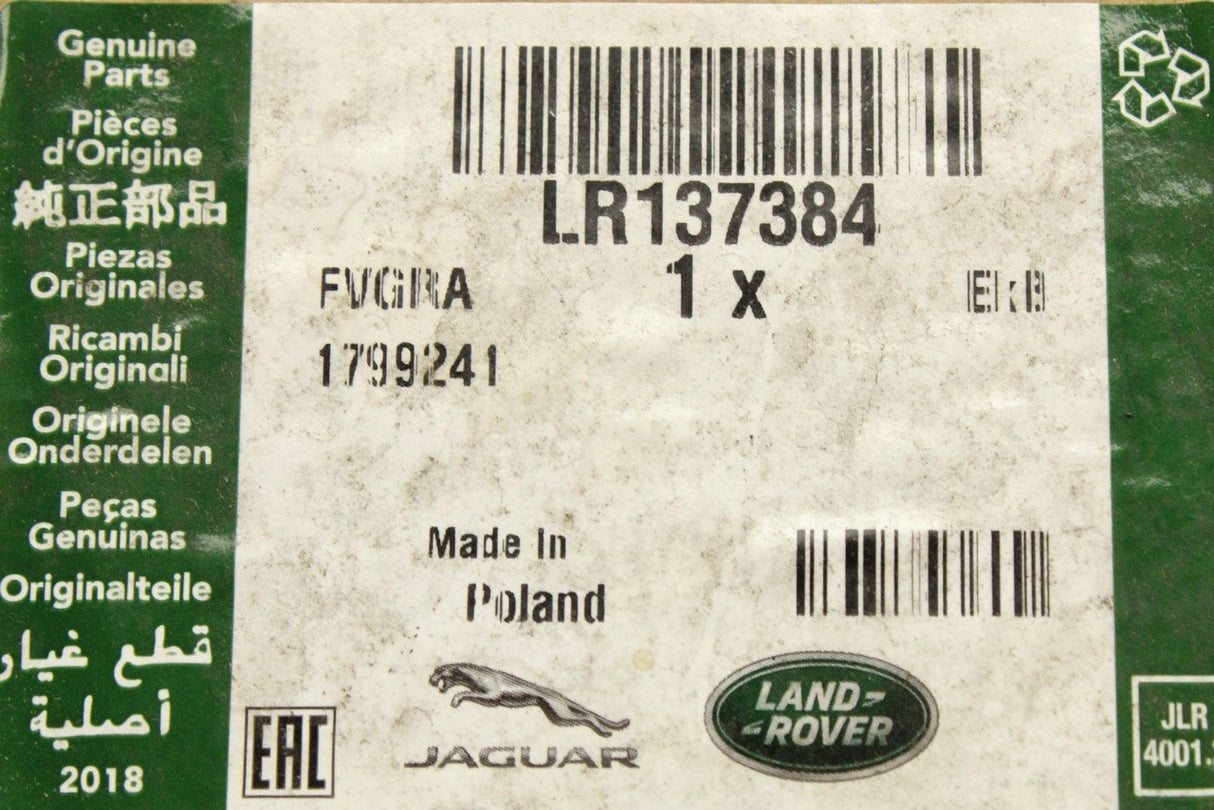 Genuine
Parts
Pièces
d'Origine
純正部品
Piezas
Originales
Ricambi
Originali
Originele
Onderdelen
Peças
Genuinas
Originalteile
قطع غيار
أصلية
2018
LR137384
1 x
1799241
Made In
Poland
EAC
JAGUAR
LAND
ROVER
JLR